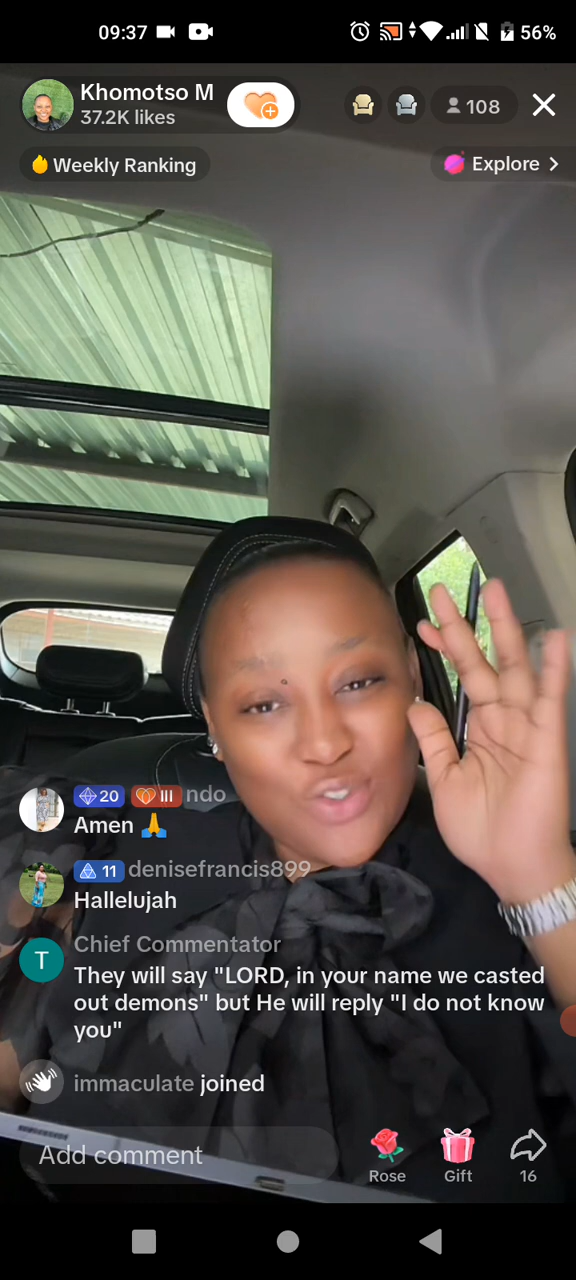 09:37
56%
Khomotso M
37.2K likes
108
Weekly Ranking
Explore >
20 III ndo
Amen 🙏
11 denisefrancis899
Hallelujah
T
Chief Commentator
They will say "LORD, in your name we casted
out demons" but He will reply "I do not know
you"
immaculate joined
Add comment
Rose
Gift
16